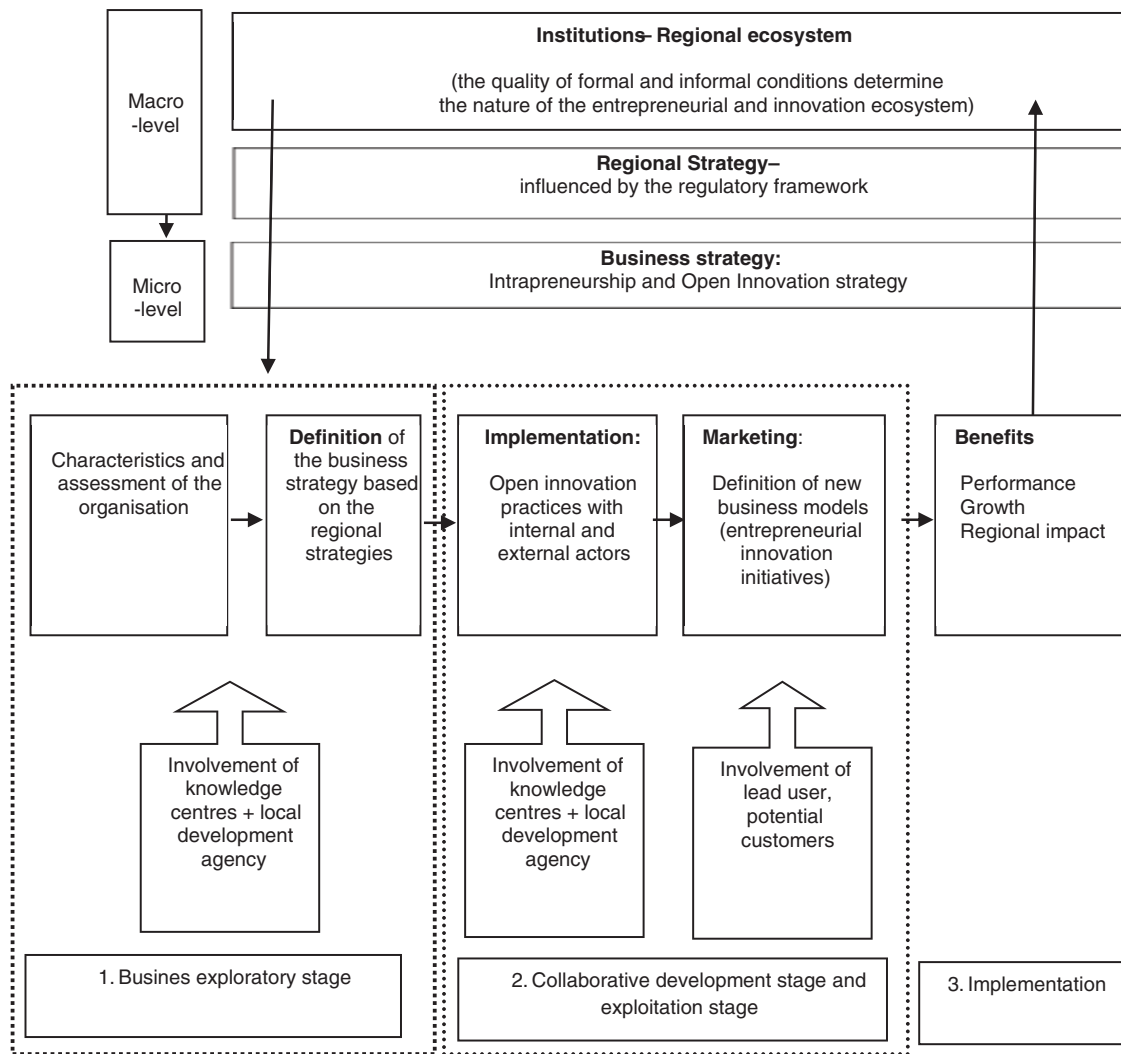 Macro
-level
Institutions– Regional ecosystem
(the quality of formal and informal conditions determine
the nature of the entrepreneurial and innovation ecosystem)
Regional Strategy–
influenced by the regulatory framework
Micro
-level
Business strategy:
Intrapreneurship and Open Innovation strategy
Characteristics and
assessment of the
organisation
Definition of
the business
strategy based
on the
regional
strategies
Implementation:
Open innovation
practices with
internal and
external actors
Marketing:
Definition of new
business models
(entrepreneurial
innovation
initiatives)
Benefits
Performance
Growth
Regional impact
Involvement of
knowledge
centres + local
development
agency
Involvement of
knowledge
centres + local
development
agency
Involvement of
lead user,
potential
customers
1. Busines exploratory stage
2. Collaborative development stage and
exploitation stage
3. Implementation